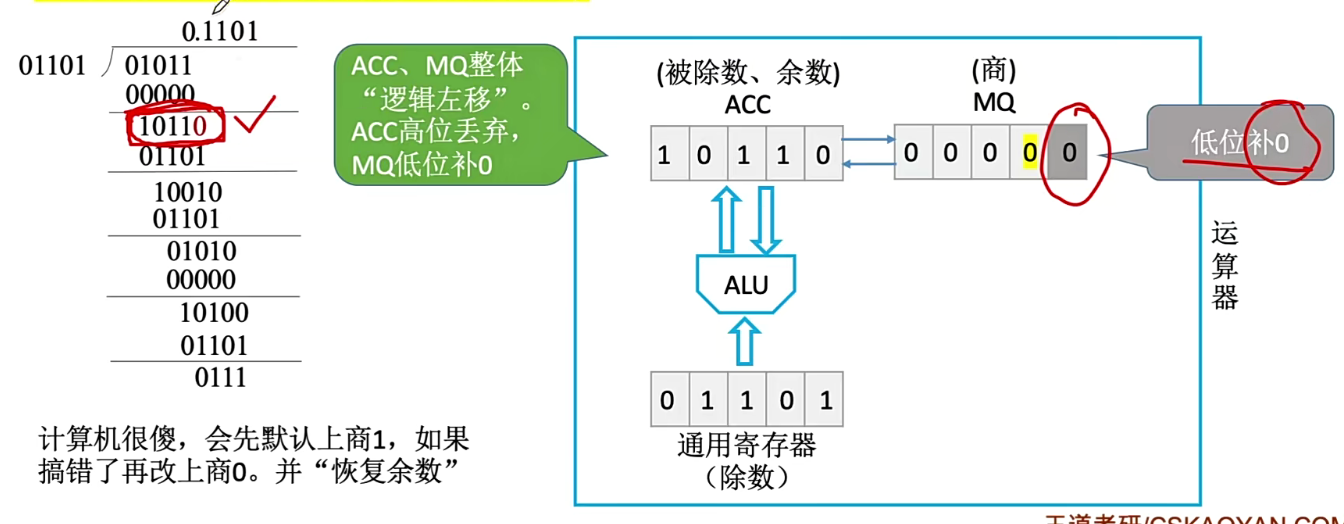 0.1101
01101 01011
00000
10110
01101
10010
01101
01010
00000
10100
01101
0111
ACC、MQ整体
“逻辑左移”。
ACC高位丢弃，
MQ低位补0
(被除数、余数)
ACC
(商)
MQ
1 0 1 1 0
0 0 0 0 0
低位补0
ALU
运算器
0 1 1 0 1
通用寄存器
（除数）
计算机很傻，会先默认上商1，如果
搞错了再改上商0。并“恢复余数”
王道考研/CSKAOYAN.COM